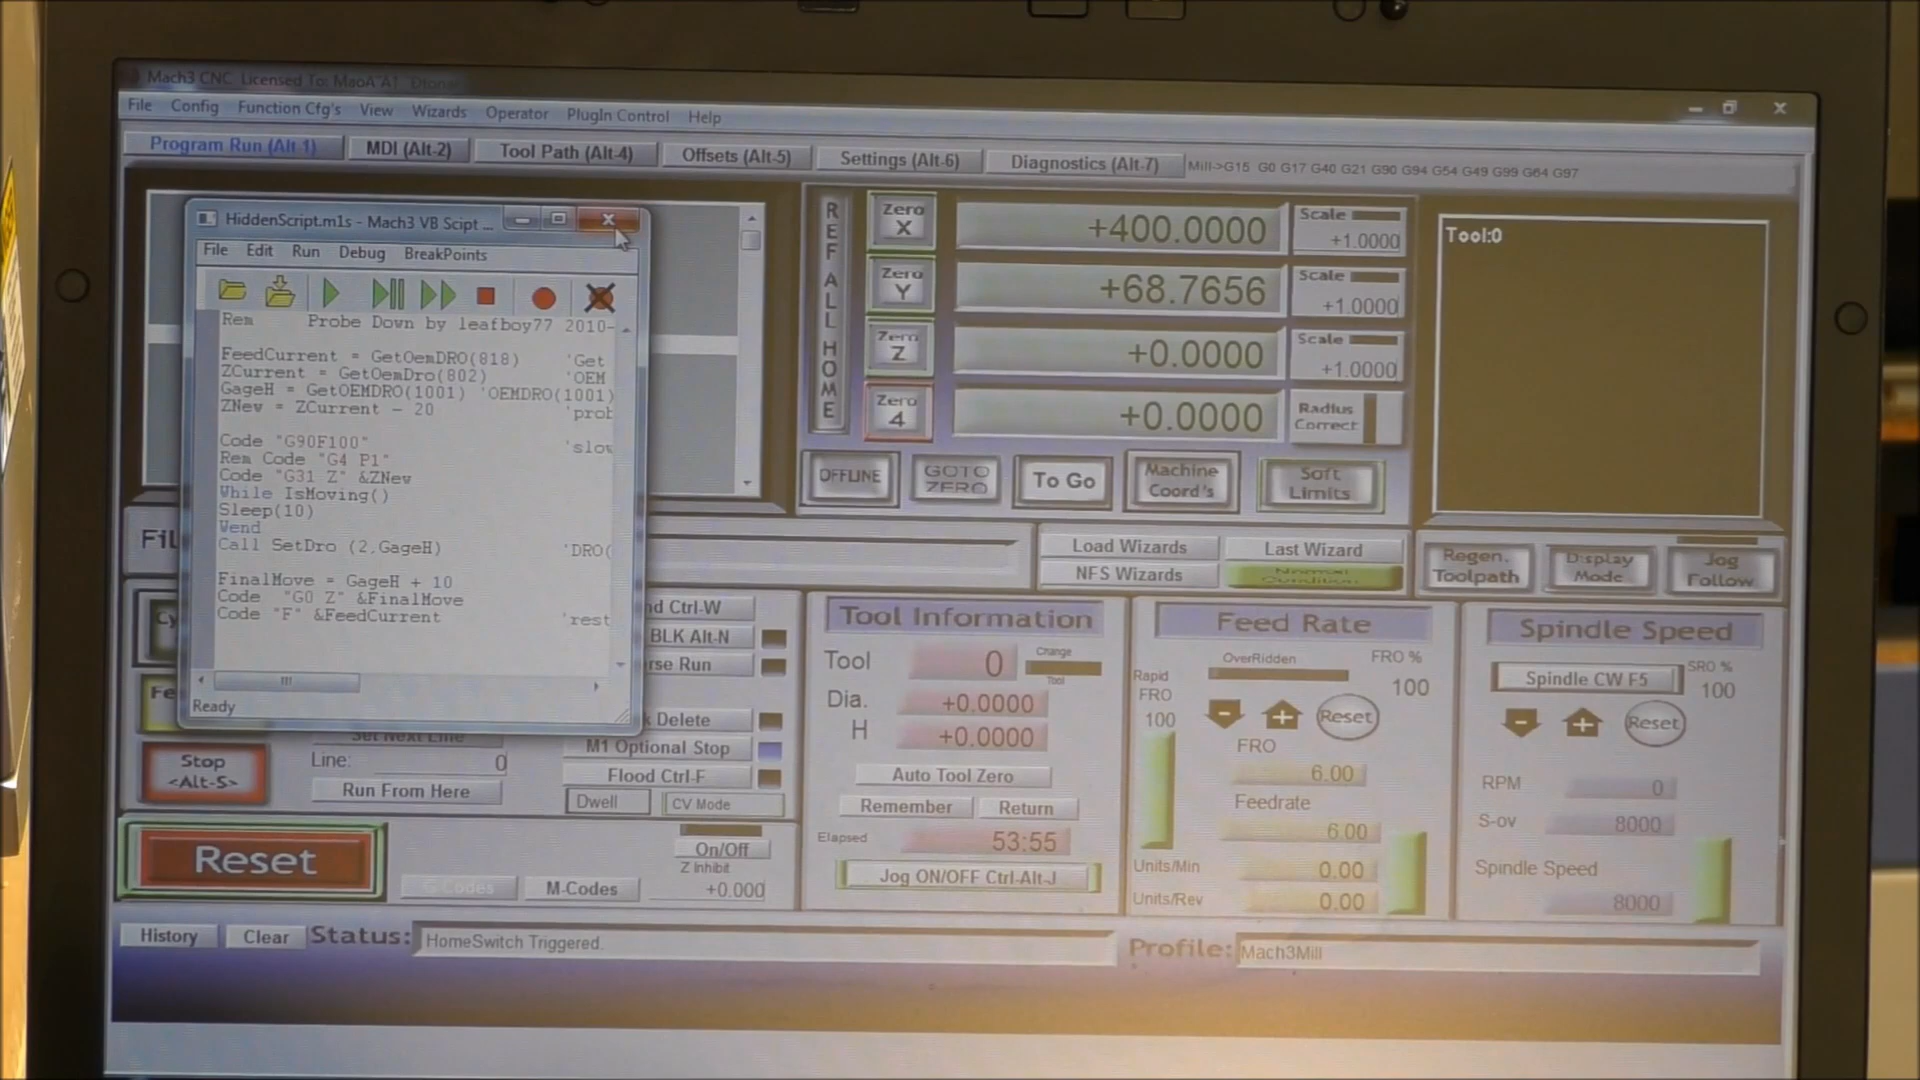 Mach3 CNC Licensed To:
File Config Function Cfg's View Wizards Operator PlugIn Control Help
Program Run (Alt-1) MDI (Alt-2) Tool Path (Alt-4) Offsets (Alt-5) Settings (Alt-6) Diagnostics (Alt-7) Mill->G15 G0 G17 G40 G21 G90 G94 G54 G49 G99 G64 G97
HiddenScript.m1s - Mach3 VB Scipt ...
File Edit Run Debug BreakPoints
Rem Probe Down by leafboy77 2010-
FeedCurrent = GetOemDRO(818) 'Get
ZCurrent = GetOemDro(802) 'OEM
GageH = GetOEMDRO(1001) 'OEMDRO(1001)
ZNew = ZCurrent - 20 'prob
Code "G90F100" 'slow
Rem Code "G4 P1"
Code "G31 Z" &ZNew
While IsMoving()
Sleep(10)
Wend
Call SetDro (2,GageH) 'DRO(
FinalMove = GageH + 10
Code "G0 Z" &FinalMove
Code "F" &FeedCurrent 'rest
Ready
REF ALL HOME
Zero X +400.0000 Scale +1.0000
Zero Y +68.7656 Scale +1.0000
Zero Z +0.0000 Scale +1.0000
Zero 4 +0.0000 Radius Correct
OFFLINE GOTO ZERO To Go Machine Coord's Soft Limits
Tool:0
Fil
Load Wizards Last Wizard
NFS Wizards Normal Condition
Regen. Toolpath Display Mode Jog Follow
Cy
Fe
nd Ctrl-W
BLK Alt-N
rse Run
k Delete
M1 Optional Stop
Flood Ctrl-F
Dwell CV Mode
Set Next Line
Line: 0
Run From Here
Stop
<Alt-S>
Reset
G-Codes M-Codes
On/Off
Z Inhibit
+0.000
Tool Information
Tool 0 Change Tool
Dia. +0.0000
H +0.0000
Auto Tool Zero
Remember Return
Elapsed 53:55
Jog ON/OFF Ctrl-Alt-J
Feed Rate
OverRidden FRO %
100
Rapid
FRO
100
Reset
FRO
6.00
Feedrate
6.00
Units/Min 0.00
Units/Rev 0.00
Spindle Speed
Spindle CW F5 SRO %
100
Reset
RPM 0
S-ov 8000
Spindle Speed
8000
History Clear Status: HomeSwitch Triggered. Profile: Mach3Mill